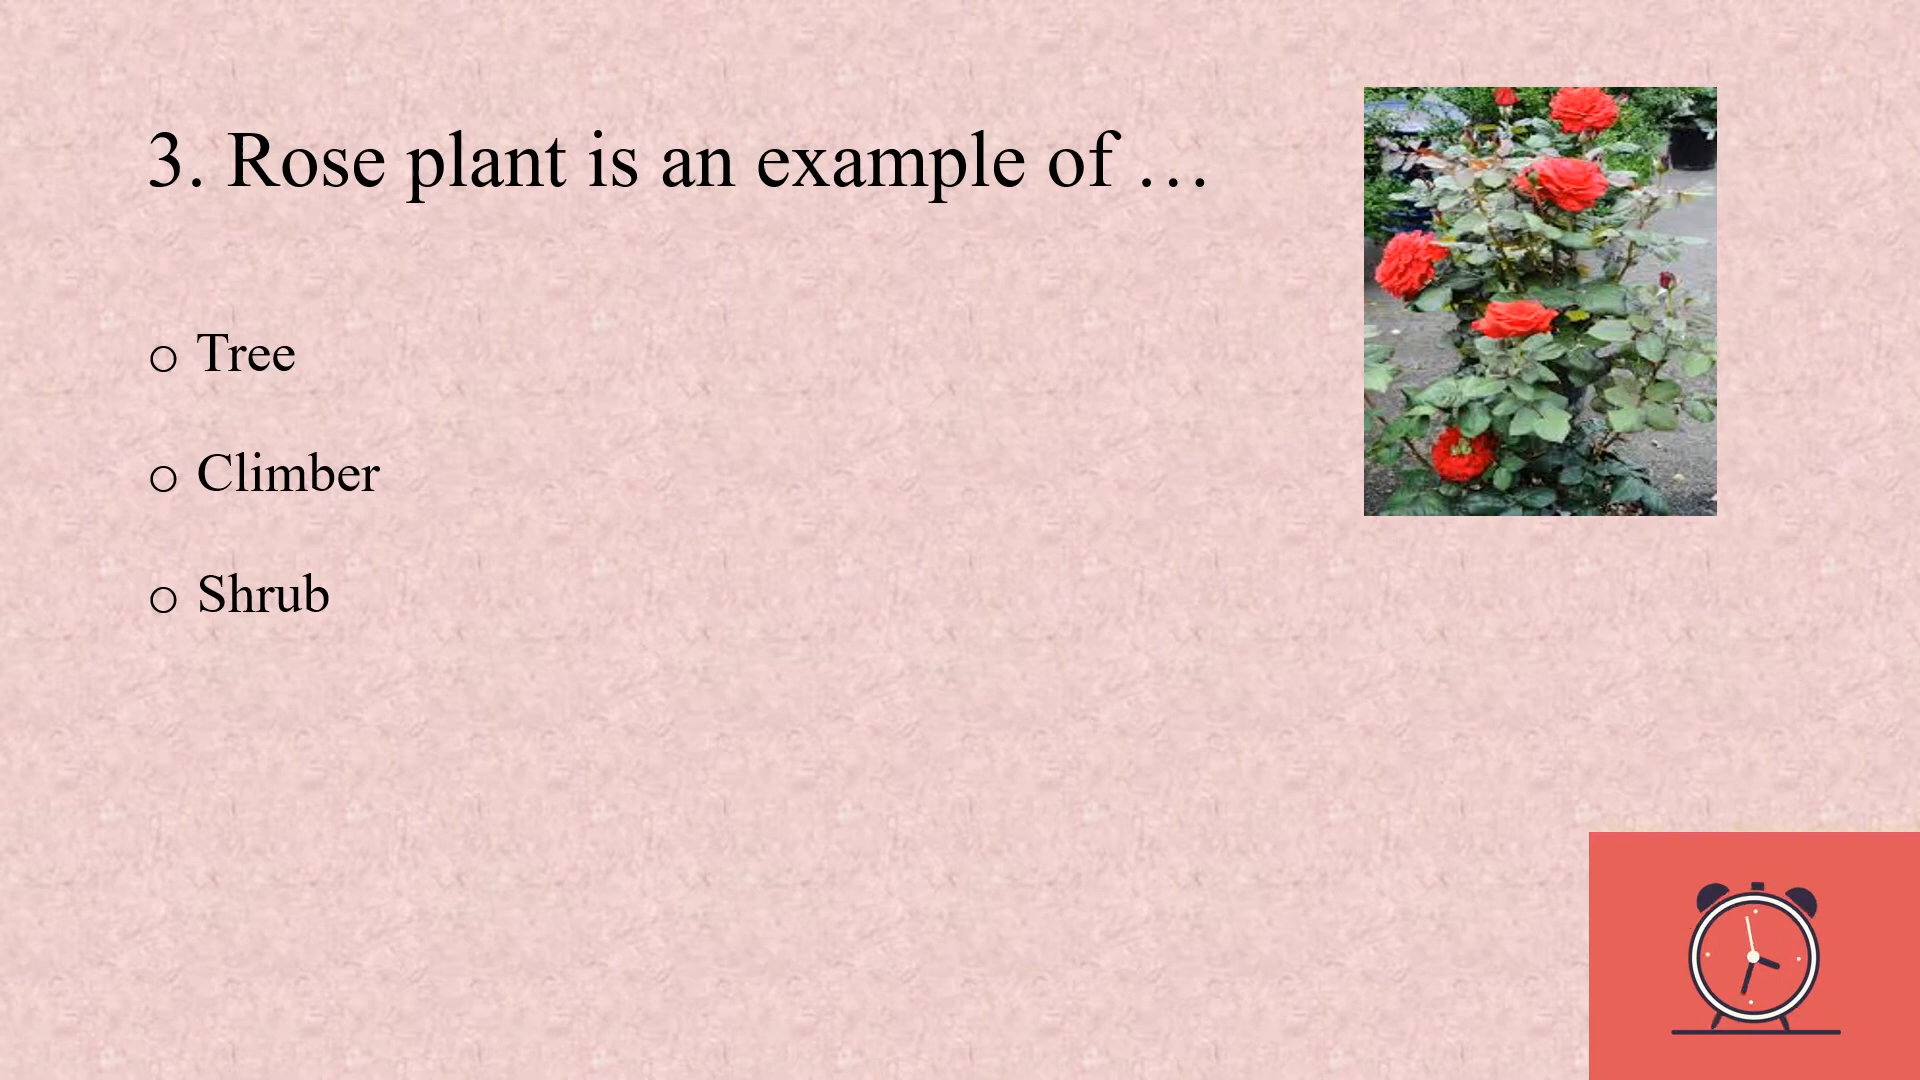 3. Rose plant is an example of …
o Tree
o Climber
o Shrub